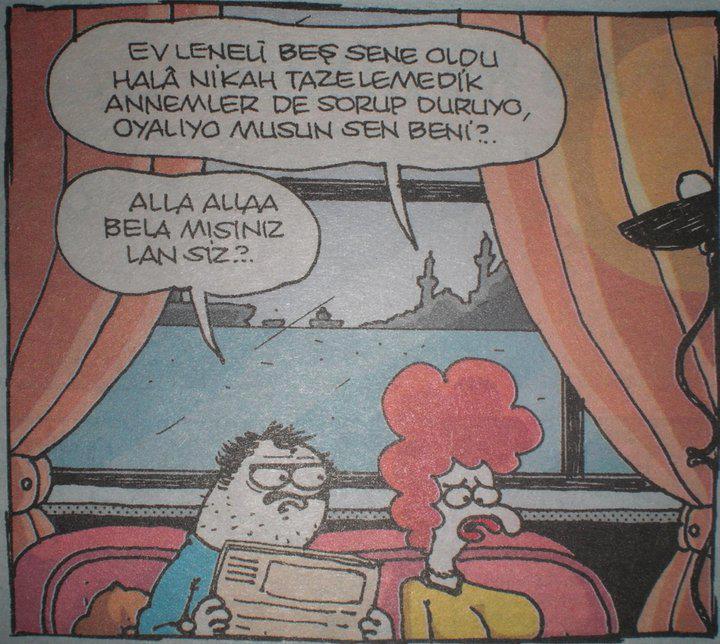 EVLENELİ BEŞ SENE OLDU
HALÂ NİKAH TAZELEMEDİK
ANNEMLER DE SORUP DURUYO,
OYALIYO MUSUN SEN BENİ?..
ALLA ALLAA
BELA MISINIZ
LAN SİZ?..